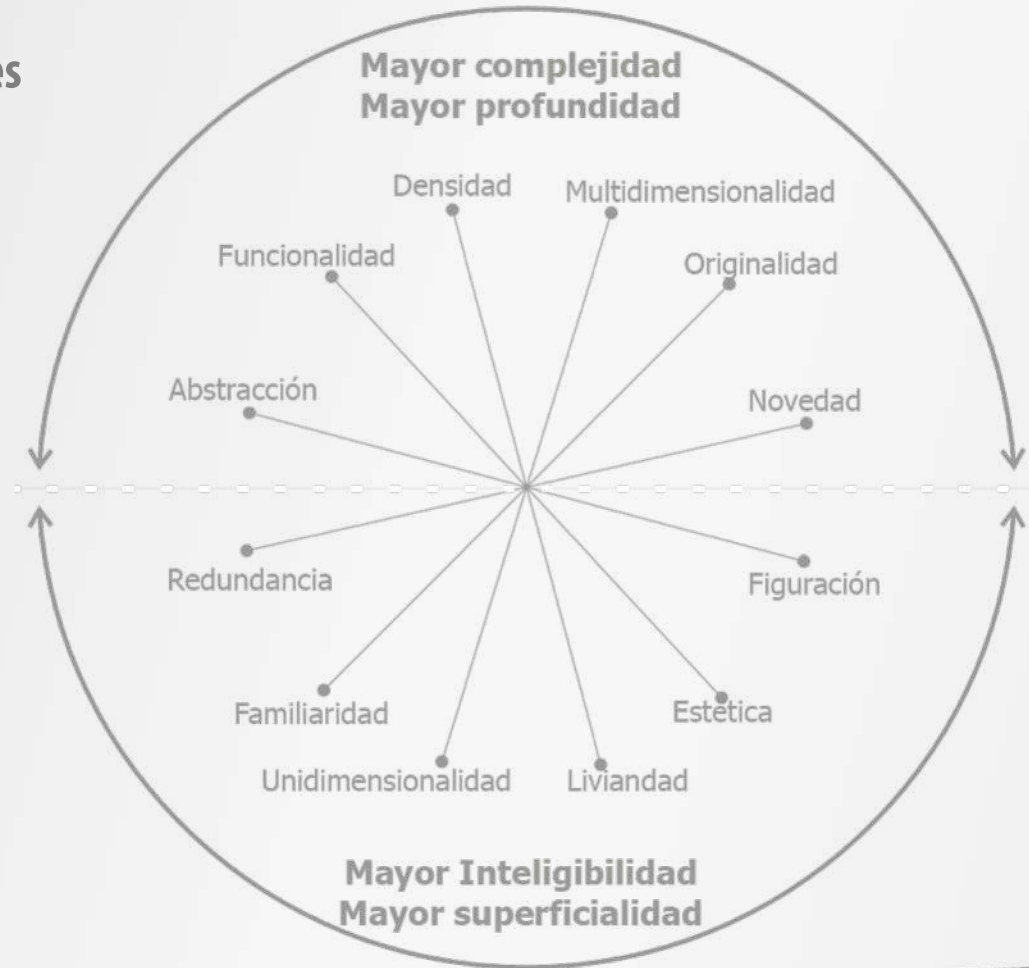 es
Mayor complejidad
Mayor profundidad
Densidad
Multidimensionalidad
Funcionalidad
Originalidad
Abstracción
Novedad
Redundancia
Figuración
Familiaridad
Estética
Unidimensionalidad
Liviandad
Mayor Inteligibilidad
Mayor superficialidad